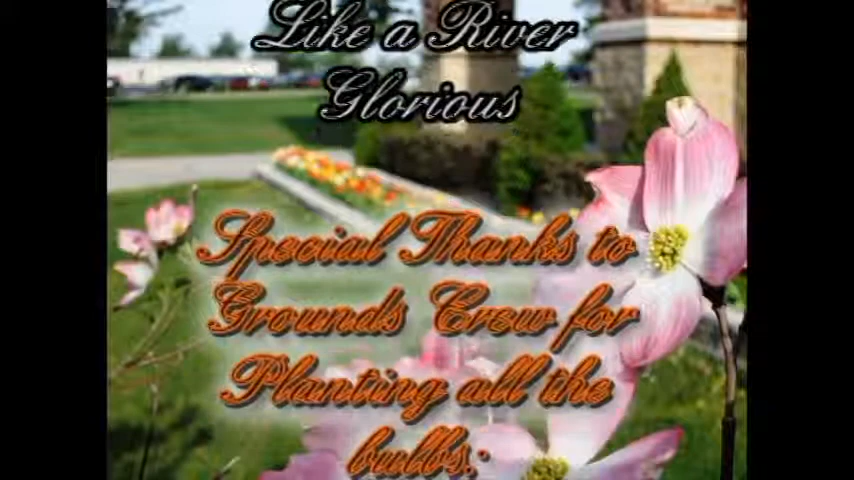 Like a River
Glorious
Special Thanks to
Grounds Crew for
Planting all the
bulbs: